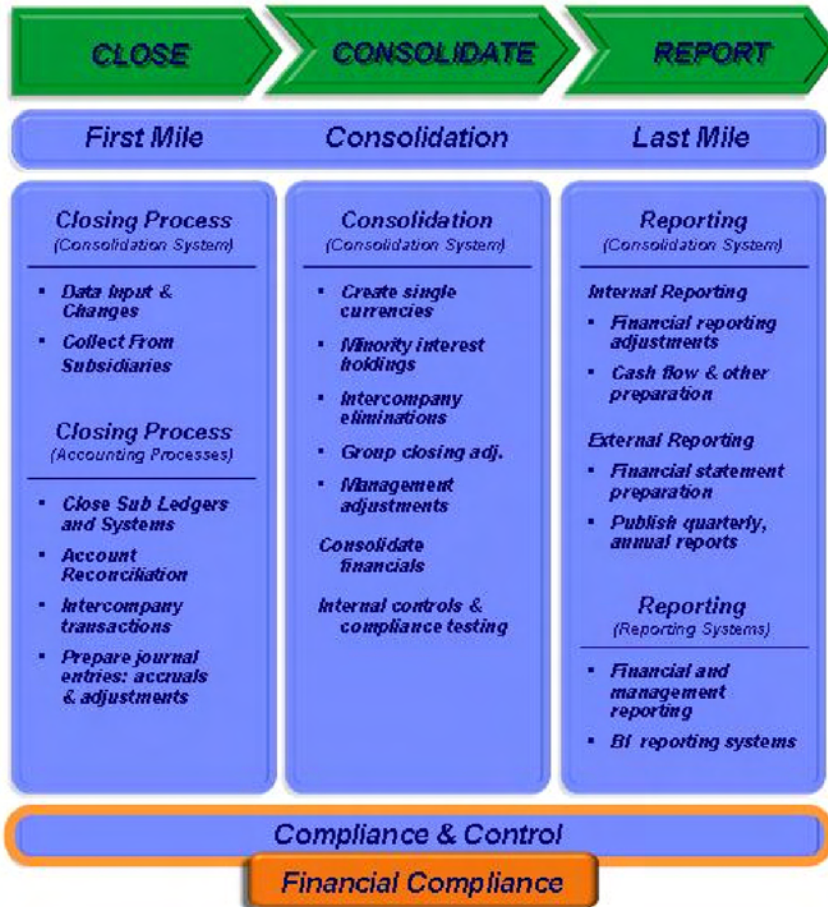 CLOSE
CONSOLIDATE
REPORT
First Mile
Consolidation
Last Mile
Closing Process
(Consolidation System)
▪ Data Input &
Changes
▪ Collect From
Subsidiaries
Closing Process
(Accounting Processes)
▪ Close Sub Ledgers
and Systems
▪ Account
Reconciliation
▪ Intercompany
transactions
▪ Prepare journal
entries: accruals
& adjustments
Consolidation
(Consolidation System)
▪ Create single
currencies
▪ Minority interest
holdings
▪ Intercompany
eliminations
▪ Group closing adj.
▪ Management
adjustments
Consolidate
financials
Internal controls &
compliance testing
Reporting
(Consolidation System)
Internal Reporting
▪ Financial reporting
adjustments
▪ Cash flow & other
preparation
External Reporting
▪ Financial statement
preparation
▪ Publish quarterly,
annual reports
Reporting
(Reporting Systems)
▪ Financial and
management
reporting
▪ BI reporting systems
Compliance & Control
Financial Compliance